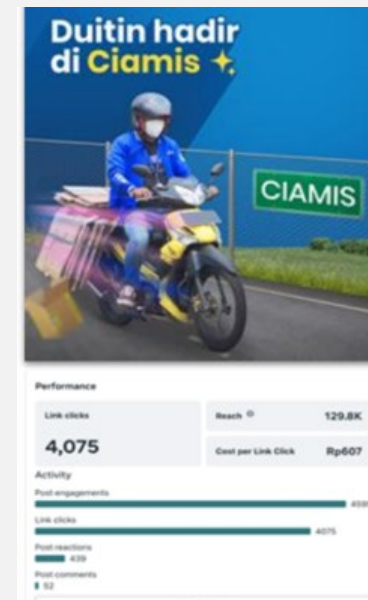 Duitin hadir
di Ciamis
CIAMIS
Performance
Link clicks
4,075
Reach
129.8K
Cost per Link Click
Rp607
Activity
Post engagements
Link clicks
4075
Post reactions
439
Post comments
52